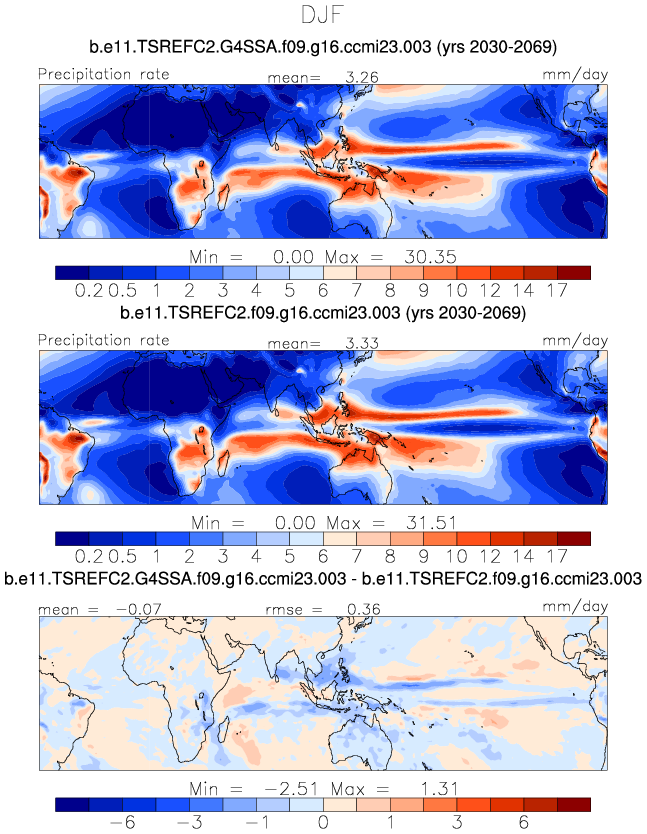 DJF
b.e11.TSREFC2.G4SSA.f09.g16.ccmi23.003 (yrs 2030-2069)
Precipitation rate mean= 3.26 mm/day
Min = 0.00 Max = 30.35
0.2 0.5 1 2 3 4 5 6 7 8 9 10 12 14 17
b.e11.TSREFC2.f09.g16.ccmi23.003 (yrs 2030-2069)
Precipitation rate mean= 3.33 mm/day
Min = 0.00 Max = 31.51
0.2 0.5 1 2 3 4 5 6 7 8 9 10 12 14 17
b.e11.TSREFC2.G4SSA.f09.g16.ccmi23.003 - b.e11.TSREFC2.f09.g16.ccmi23.003
mean = -0.07 rmse = 0.36 mm/day
Min = -2.51 Max = 1.31
-6 -3 -1 0 1 3 6